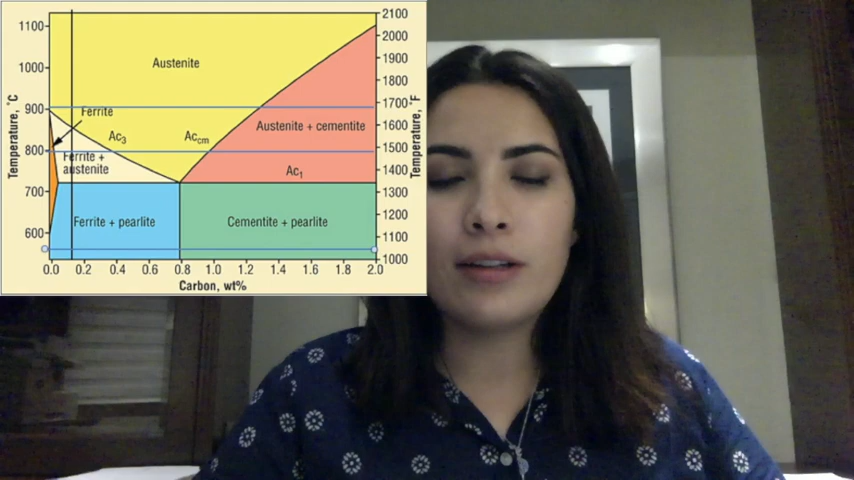 2100
1100
2000
1900
1000
1800
900
1700
1600
800
1500
1400
700
1300
1200
600
1100
1000
Temperature, °C
Temperature, °F
Austenite
Ferrite
Ac3
Accm
Austenite + cementite
Ferrite +
austenite
Ac1
Ferrite + pearlite
Cementite + pearlite
0.0 0.2 0.4 0.6 0.8 1.0 1.2 1.4 1.6 1.8 2.0
Carbon, wt%